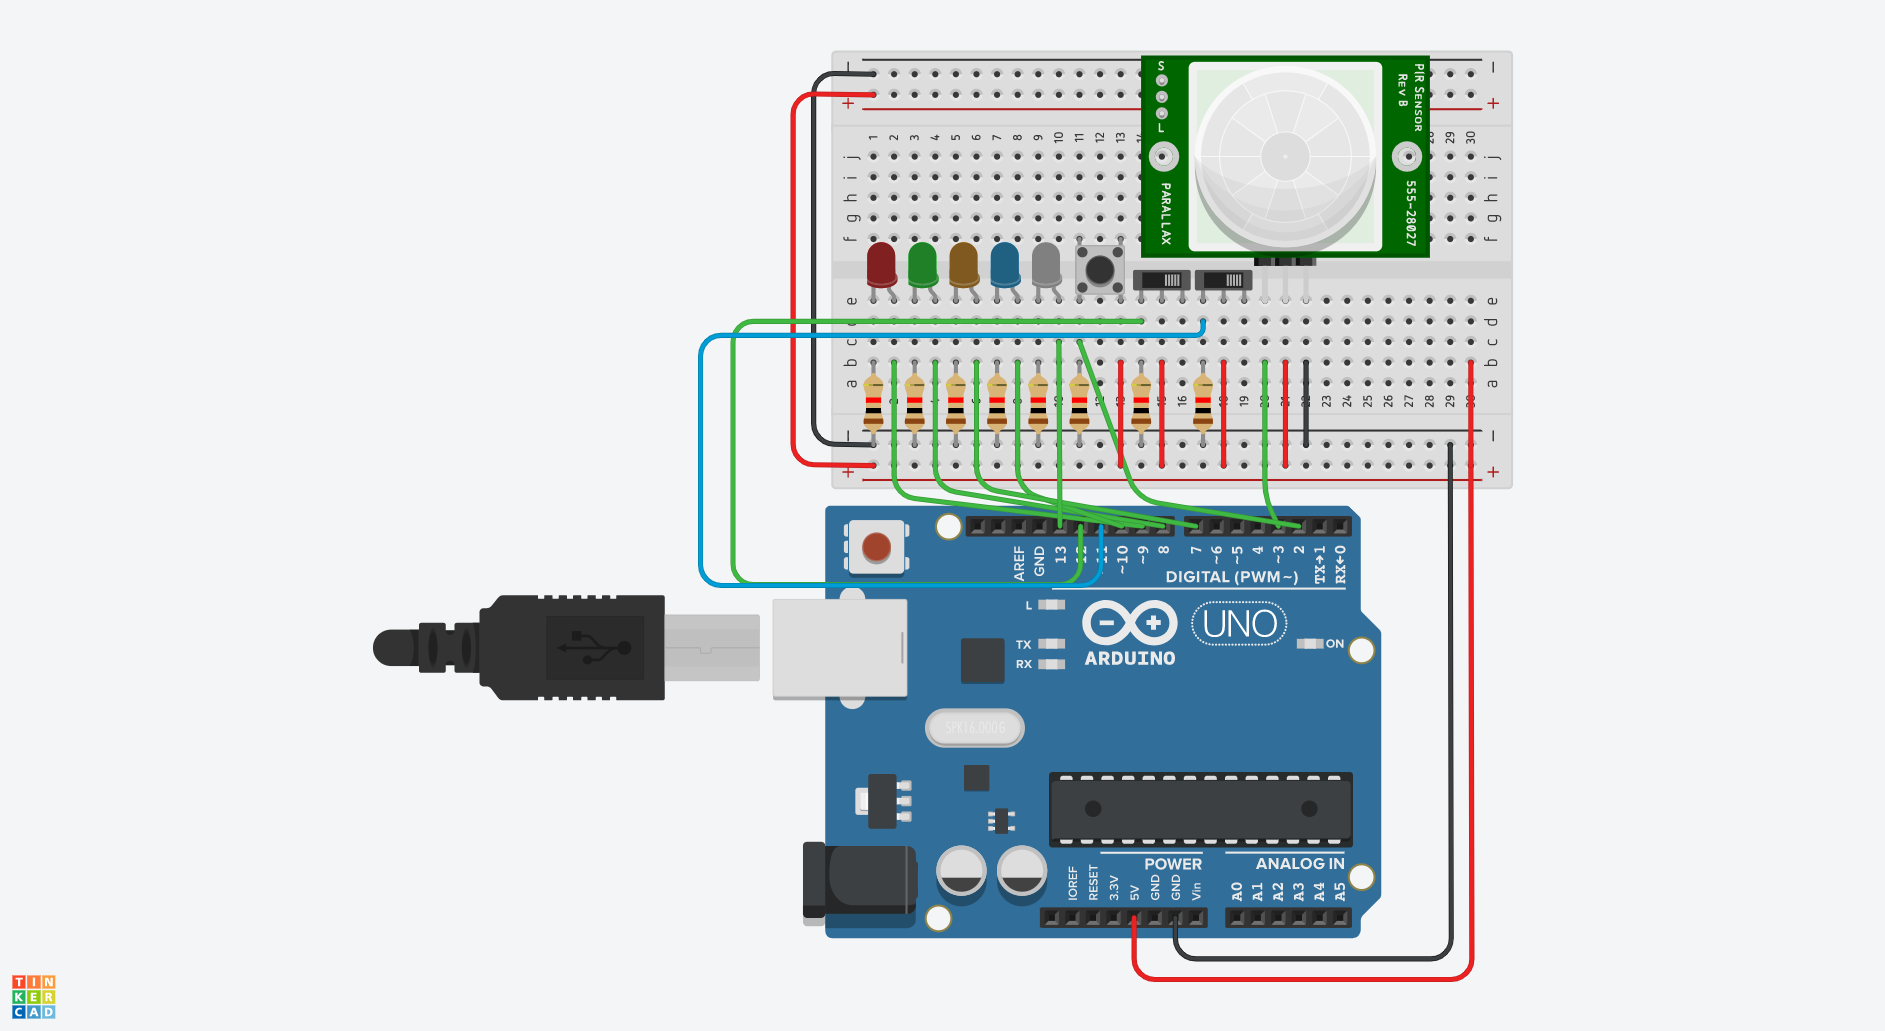 S
L
PARALLAX
PIR SENSOR
REV B
555-28027
− −
+ +
1 2 3 4 5 6 7 8 9 10 11 12 13 29 30
j j
i i
h h
g g
f f
e e
d
c c
b b
a a
16 19 23 24 25 26 27 28 29
− −
+ +
AREF
GND
13
12
~10
~9
8
7
~6
~5
4
~3
2
TX→1
RX←0
DIGITAL (PWM~)
L
TX
RX
ARDUINO
UNO
ON
SPK16.000G
POWER
ANALOG IN
IOREF
RESET
3.3V
5V
GND
GND
Vin
A0
A1
A2
A3
A4
A5
TIN
KER
CAD